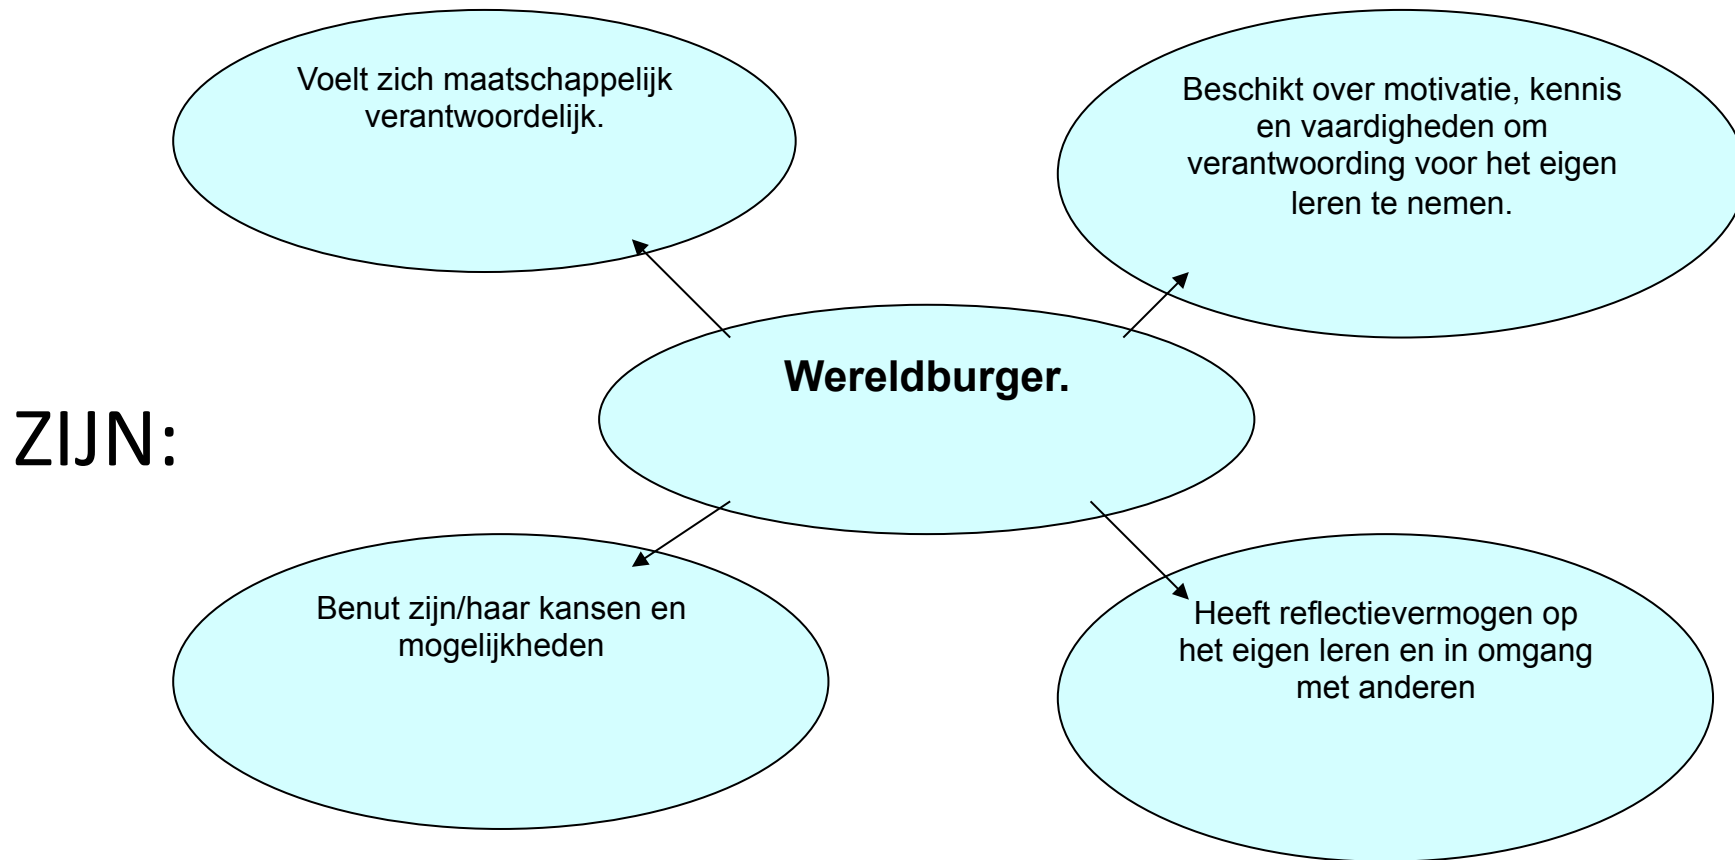 Voelt zich maatschappelijk
verantwoordelijk.
Beschikt over motivatie, kennis
en vaardigheden om
verantwoording voor het eigen
leren te nemen.
Wereldburger.
ZIJN:
Benut zijn/haar kansen en
mogelijkheden
Heeft reflectievermogen op
het eigen leren en in omgang
met anderen